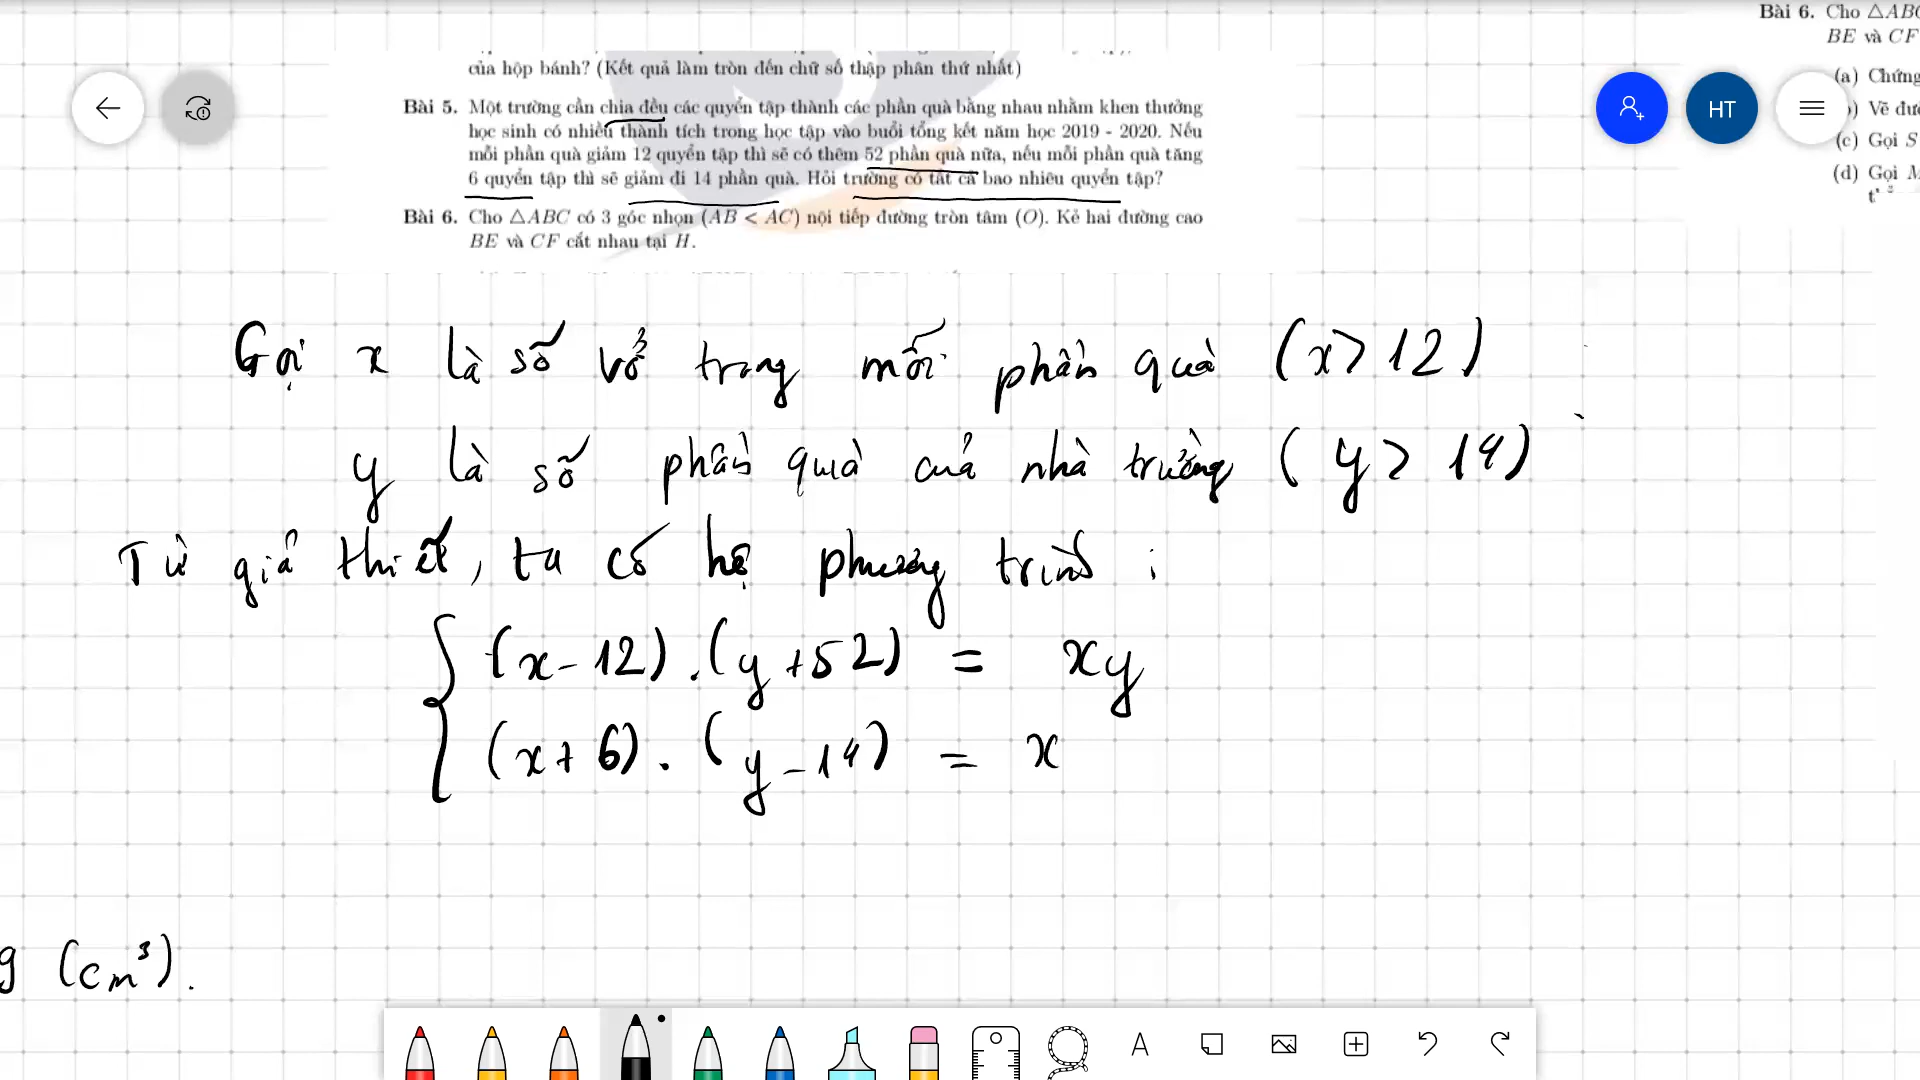 của hộp bánh? (Kết quả làm tròn đến chữ số thập phân thứ nhất)
Bài 5. Một trường cần chia đều các quyển tập thành các phần quà bằng nhau nhằm khen thưởng
học sinh có nhiều thành tích trong học tập vào buổi tổng kết năm học 2019 - 2020. Nếu
mỗi phần quà giảm 12 quyển tập thì sẽ có thêm 52 phần quà nữa, nếu mỗi phần quà tăng
6 quyển tập thì sẽ giảm đi 14 phần quà. Hỏi trường có tất cả bao nhiêu quyển tập?
Bài 6. Cho △ABC có 3 góc nhọn (AB < AC) nội tiếp đường tròn tâm (O). Kẻ hai đường cao
BE và CF cắt nhau tại H.
Bài 6. Cho △ABC
BE và CF
(a) Chứng
) Vẽ
(c) Gọi S
(d) Gọi M
HT
Gọi x là số vở trong mỗi phần quà (x > 12)
y là số phần quà của nhà trường (y > 14)
Từ giả thiết, ta có hệ phương trình :
(x - 12) . (y + 52) = xy
(x + 6) . (y - 14) = x
g (cm³).
A